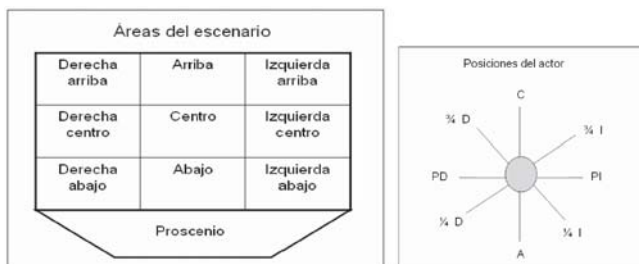 Áreas del escenario
Derecha arriba
Arriba
Izquierda arriba
Derecha centro
Centro
Izquierda centro
Derecha abajo
Abajo
Izquierda abajo
Proscenio
Posiciones del actor
C
¾ D
¾ I
PD
PI
¼ D
¼ I
A